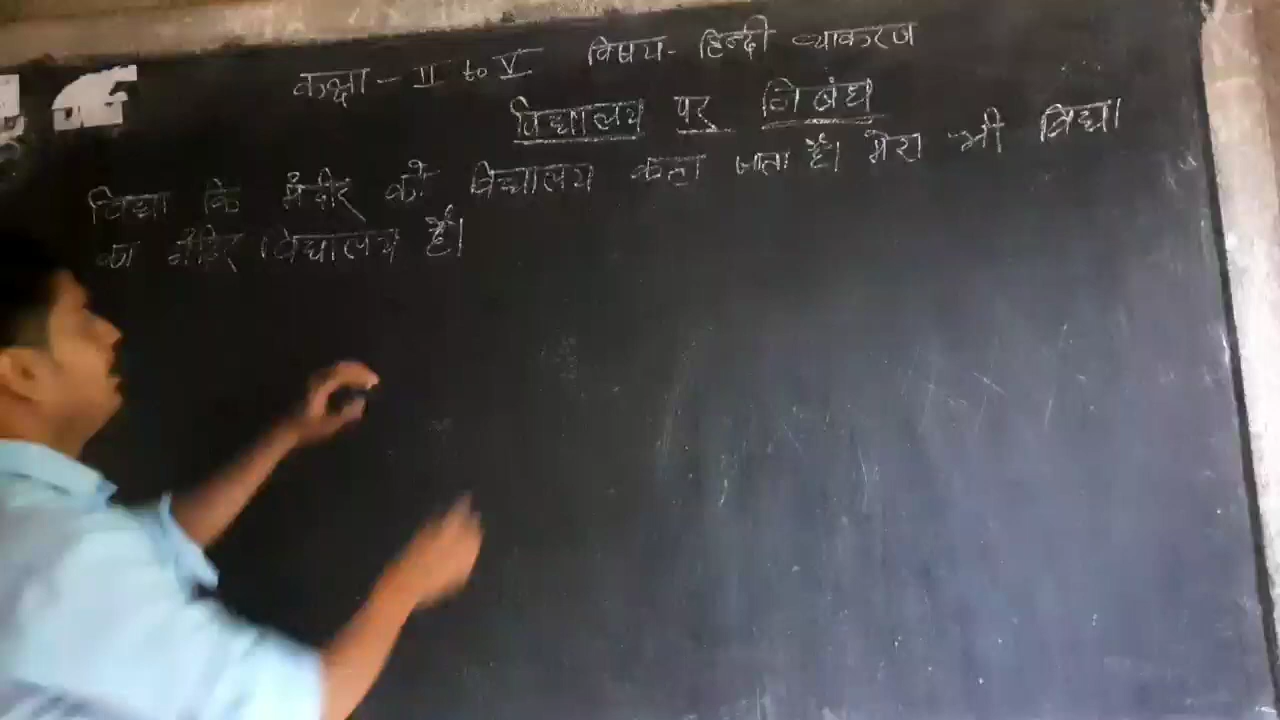 कक्षा - II to V विषय - हिन्दी व्याकरण
विद्यालय पर निबंध
विद्या कि मंदीर को विद्यालय कहा जाता हैं। मेरा भी विद्या
का मंदिर विद्यालय हैं।